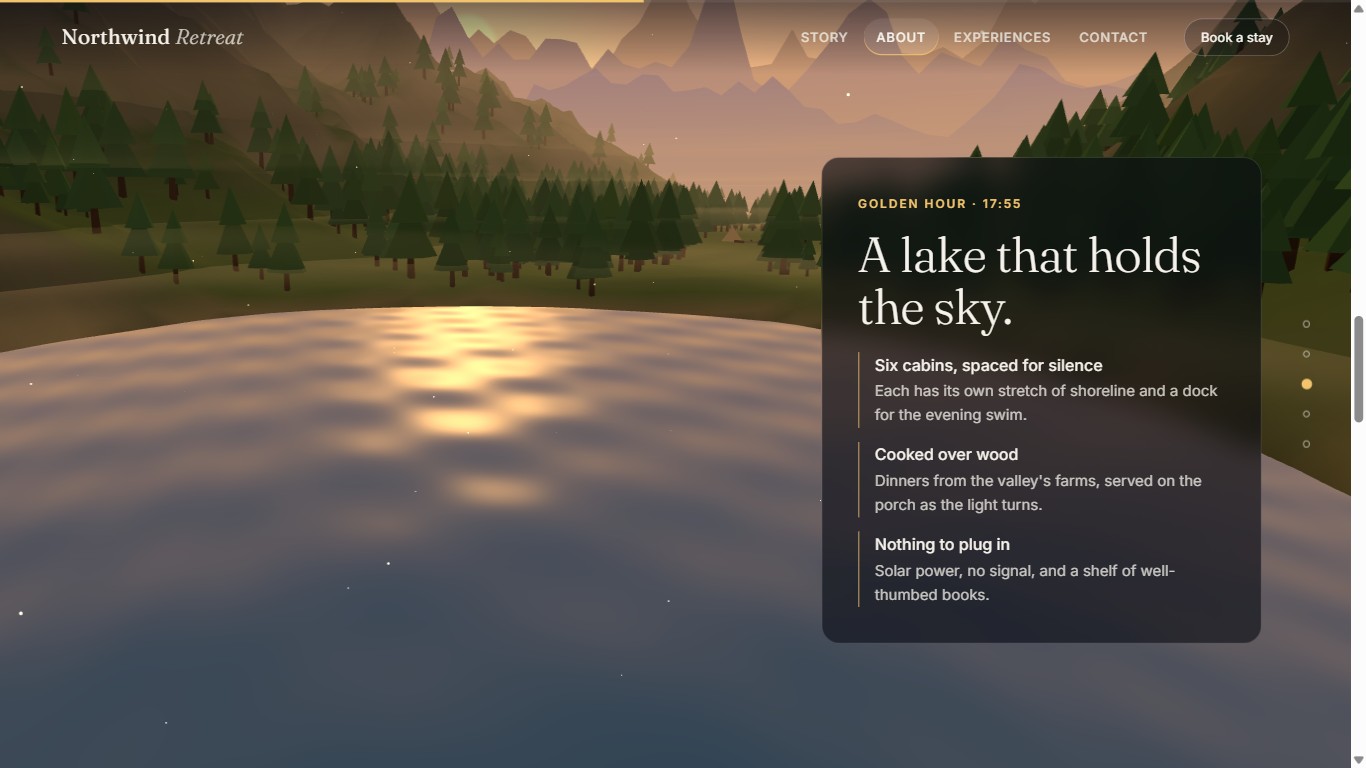 Northwind Retreat
STORY
ABOUT
EXPERIENCES
CONTACT
Book a stay
GOLDEN HOUR · 17:55
A lake that holds
the sky.
Six cabins, spaced for silence
Each has its own stretch of shoreline and a dock
for the evening swim.
Cooked over wood
Dinners from the valley's farms, served on the
porch as the light turns.
Nothing to plug in
Solar power, no signal, and a shelf of well-
thumbed books.